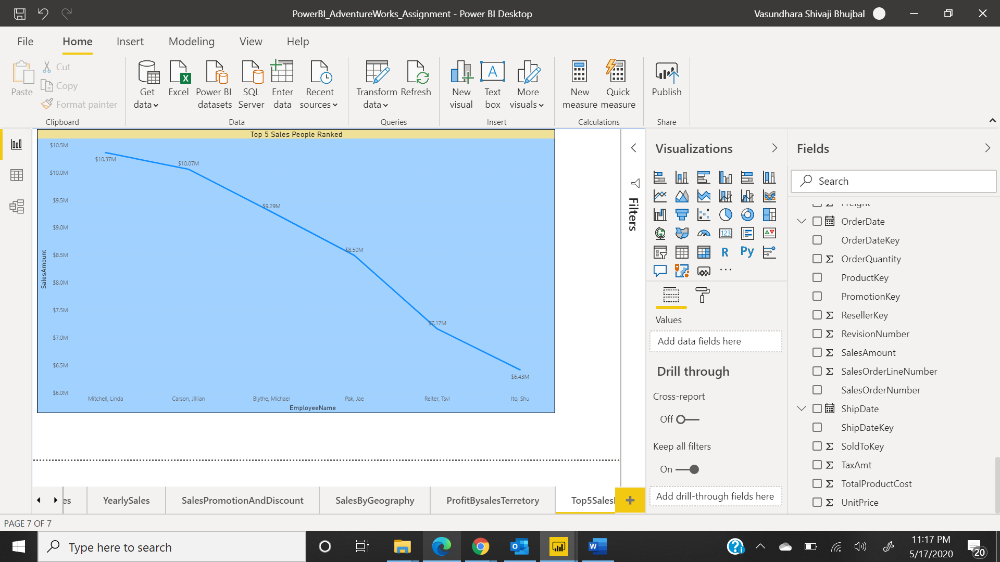 PowerBI_AdventureWorks_Assignment - Power BI Desktop
Vasundhara Shivaji Bhujbal
File Home Insert Modeling View Help
Paste
Cut
Copy
Format painter
Clipboard
Get data
Excel
Power BI datasets
SQL Server
Enter data
Recent sources
Data
Transform data
Refresh
Queries
New visual
Text box
More visuals
Insert
New measure
Quick measure
Calculations
Publish
Share
Top 5 Sales People Ranked
SalesAmount
$10.5M
$10.0M
$9.5M
$9.0M
$8.5M
$8.0M
$7.5M
$7.0M
$6.5M
$6.0M
$10.37M
$10.07M
$9.29M
$8.50M
$7.17M
$6.43M
Mitchell, Linda
Carson, Jillian
Blythe, Michael
Pak, Jae
Reiter, Tsvi
Ito, Shu
EmployeeName
Filters
Visualizations
123
R
Py
...
Values
Add data fields here
Drill through
Cross-report
Off
Keep all filters
On
Add drill-through fields here
Fields
Search
Freight
OrderDate
OrderDateKey
OrderQuantity
ProductKey
PromotionKey
ResellerKey
RevisionNumber
SalesAmount
SalesOrderLineNumber
SalesOrderNumber
ShipDate
ShipDateKey
SoldToKey
TaxAmt
TotalProductCost
UnitPrice
es
YearlySales
SalesPromotionAndDiscount
SalesByGeography
ProfitBysalesTerretory
Top5Sales
PAGE 7 OF 7
Type here to search
11:17 PM
5/17/2020
20